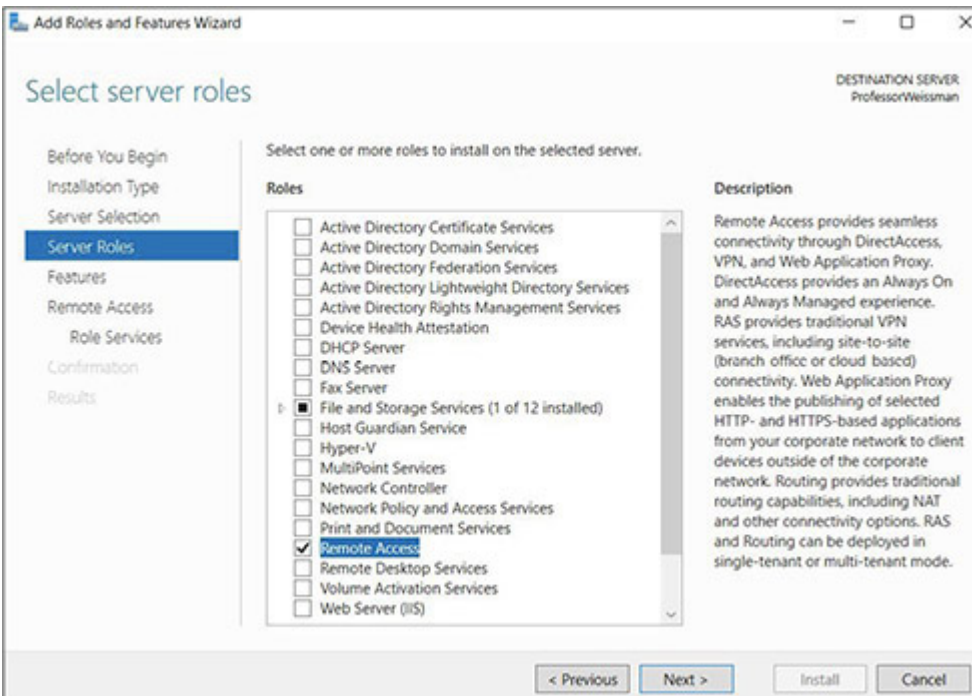 Add Roles and Features Wizard
Select server roles
DESTINATION SERVER
ProfessorWeissman
Before You Begin
Installation Type
Server Selection
Server Roles
Features
Remote Access
Role Services
Confirmation
Results
Select one or more roles to install on the selected server.
Roles
Active Directory Certificate Services
Active Directory Domain Services
Active Directory Federation Services
Active Directory Lightweight Directory Services
Active Directory Rights Management Services
Device Health Attestation
DHCP Server
DNS Server
Fax Server
File and Storage Services (1 of 12 installed)
Host Guardian Service
Hyper-V
MultiPoint Services
Network Controller
Network Policy and Access Services
Print and Document Services
Remote Access
Remote Desktop Services
Volume Activation Services
Web Server (IIS)
Description
Remote Access provides seamless
connectivity through DirectAccess,
VPN, and Web Application Proxy.
DirectAccess provides an Always On
and Always Managed experience.
RAS provides traditional VPN
services, including site-to-site
(branch office or cloud based)
connectivity. Web Application Proxy
enables the publishing of selected
HTTP- and HTTPS-based applications
from your corporate network to client
devices outside of the corporate
network. Routing provides traditional
routing capabilities, including NAT
and other connectivity options. RAS
and Routing can be deployed in
single-tenant or multi-tenant mode.
< Previous
Next >
Install
Cancel